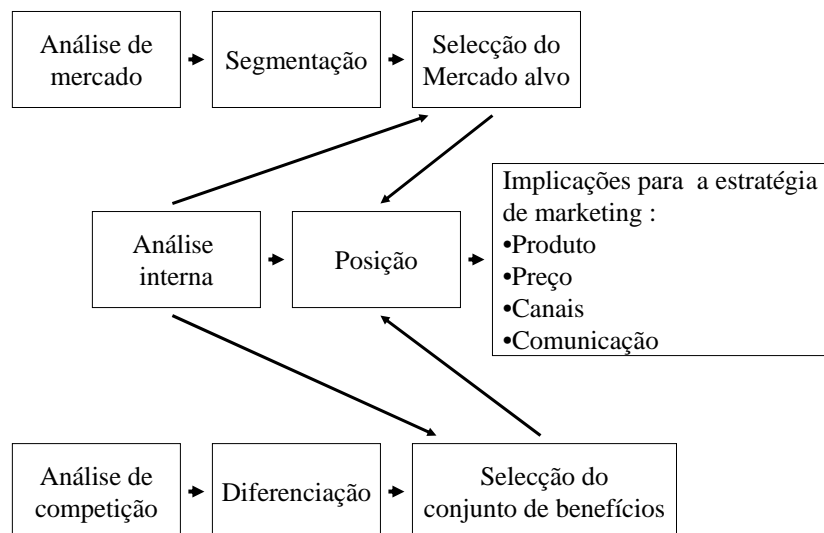 Análise de
mercado
Segmentação
Selecção do
Mercado alvo
Análise
interna
Posição
Implicações para a estratégia
de marketing :
•Produto
•Preço
•Canais
•Comunicação
Análise de
competição
Diferenciação
Selecção do
conjunto de benefícios